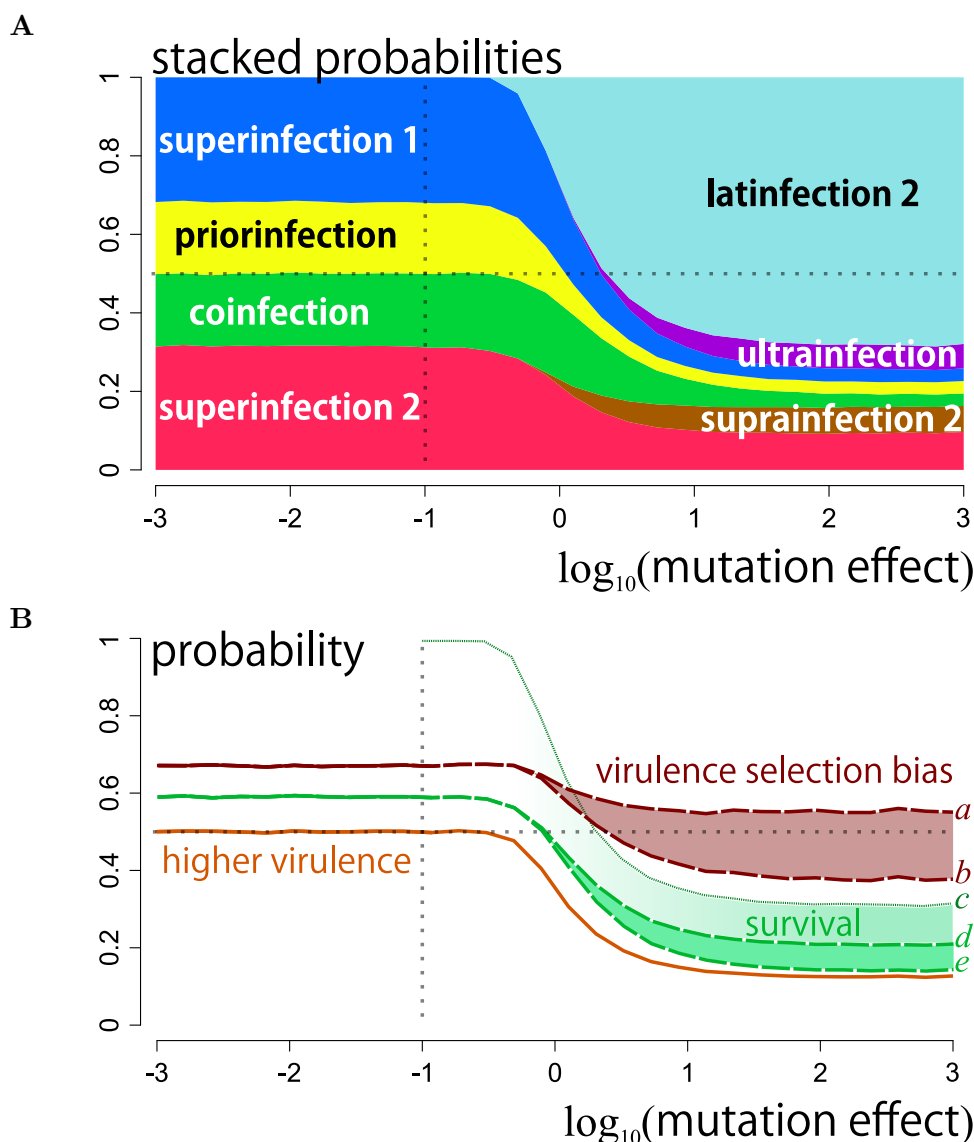 A
stacked probabilities
1
0.8
0.6
0.4
0.2
0
superinfection 1
priorinfection
coinfection
superinfection 2
latinfection 2
ultrainfection
suprainfection 2
-3 -2 -1 0 1 2 3
log10(mutation effect)
B
probability
1
0.8
0.6
0.4
0.2
0
virulence selection bias
higher virulence
survival
a
b
c
d
e
-3 -2 -1 0 1 2 3
log10(mutation effect)